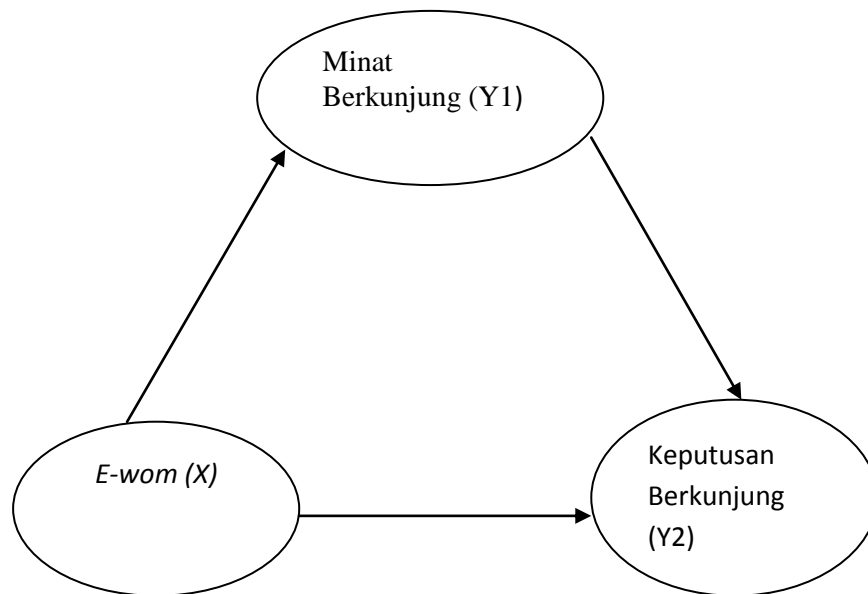 Minat
Berkunjung (Y1)
E-wom (X)
Keputusan
Berkunjung
(Y2)